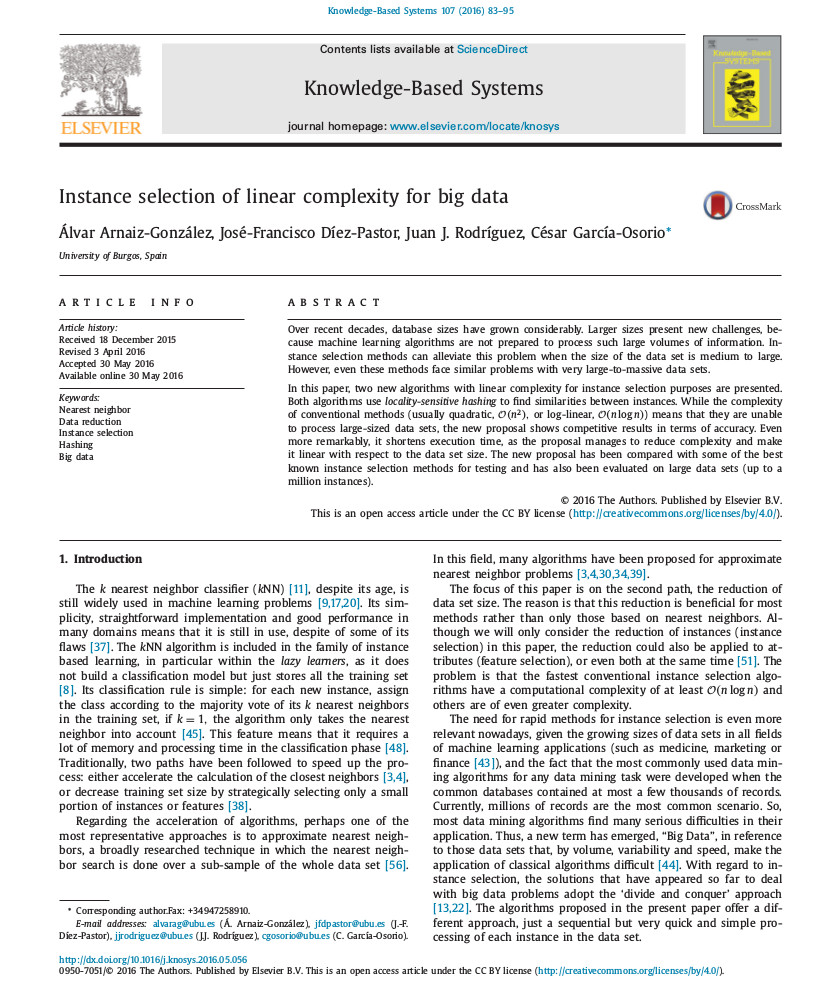 Knowledge-Based Systems 107 (2016) 83–95
Contents lists available at ScienceDirect
Knowledge-Based Systems
journal homepage: www.elsevier.com/locate/knosys
ELSEVIER
Knowledge-Based
SYSTEMS
Instance selection of linear complexity for big data
CrossMark
Álvar Arnaiz-González, José-Francisco Díez-Pastor, Juan J. Rodríguez, César García-Osorio*
University of Burgos, Spain
ARTICLE INFO
Article history:
Received 18 December 2015
Revised 3 April 2016
Accepted 30 May 2016
Available online 30 May 2016
Keywords:
Nearest neighbor
Data reduction
Instance selection
Hashing
Big data
ABSTRACT
Over recent decades, database sizes have grown considerably. Larger sizes present new challenges, be-
cause machine learning algorithms are not prepared to process such large volumes of information. In-
stance selection methods can alleviate this problem when the size of the data set is medium to large.
However, even these methods face similar problems with very large-to-massive data sets.
In this paper, two new algorithms with linear complexity for instance selection purposes are presented.
Both algorithms use locality-sensitive hashing to find similarities between instances. While the complexity
of conventional methods (usually quadratic, O(n²), or log-linear, O(n log n)) means that they are unable
to process large-sized data sets, the new proposal shows competitive results in terms of accuracy. Even
more remarkably, it shortens execution time, as the proposal manages to reduce complexity and make
it linear with respect to the data set size. The new proposal has been compared with some of the best
known instance selection methods for testing and has also been evaluated on large data sets (up to a
million instances).
© 2016 The Authors. Published by Elsevier B.V.
This is an open access article under the CC BY license (http://creativecommons.org/licenses/by/4.0/).
1. Introduction
The k nearest neighbor classifier (kNN) [11], despite its age, is
still widely used in machine learning problems [9,17,20]. Its sim-
plicity, straightforward implementation and good performance in
many domains means that it is still in use, despite of some of its
flaws [37]. The kNN algorithm is included in the family of instance
based learning, in particular within the lazy learners, as it does
not build a classification model but just stores all the training set
[8]. Its classification rule is simple: for each new instance, assign
the class according to the majority vote of its k nearest neighbors
in the training set, if k = 1, the algorithm only takes the nearest
neighbor into account [45]. This feature means that it requires a
lot of memory and processing time in the classification phase [48].
Traditionally, two paths have been followed to speed up the pro-
cess: either accelerate the calculation of the closest neighbors [3,4],
or decrease training set size by strategically selecting only a small
portion of instances or features [38].
Regarding the acceleration of algorithms, perhaps one of the
most representative approaches is to approximate nearest neigh-
bors, a broadly researched technique in which the nearest neigh-
bor search is done over a sub-sample of the whole data set [56].
In this field, many algorithms have been proposed for approximate
nearest neighbor problems [3,4,30,34,39].
The focus of this paper is on the second path, the reduction of
data set size. The reason is that this reduction is beneficial for most
methods rather than only those based on nearest neighbors. Al-
though we will only consider the reduction of instances (instance
selection) in this paper, the reduction could also be applied to at-
tributes (feature selection), or even both at the same time [51]. The
problem is that the fastest conventional instance selection algo-
rithms have a computational complexity of at least O(n log n) and
others are of even greater complexity.
The need for rapid methods for instance selection is even more
relevant nowadays, given the growing sizes of data sets in all fields
of machine learning applications (such as medicine, marketing or
finance [43]), and the fact that the most commonly used data min-
ing algorithms for any data mining task were developed when the
common databases contained at most a few thousands of records.
Currently, millions of records are the most common scenario. So,
most data mining algorithms find many serious difficulties in their
application. Thus, a new term has emerged, “Big Data”, in reference
to those data sets that, by volume, variability and speed, make the
application of classical algorithms difficult [44]. With regard to in-
stance selection, the solutions that have appeared so far to deal
with big data problems adopt the ‘divide and conquer’ approach
[13,22]. The algorithms proposed in the present paper offer a dif-
ferent approach, just a sequential but very quick and simple pro-
cessing of each instance in the data set.
* Corresponding author.Fax: +34947258910.
E-mail addresses: alvarag@ubu.es (Á. Arnaiz-González), jfdpastor@ubu.es (J.-F.
Díez-Pastor), jjrodriguez@ubu.es (J.J. Rodríguez), cgosorio@ubu.es (C. García-Osorio).
http://dx.doi.org/10.1016/j.knosys.2016.05.056
0950-7051/© 2016 The Authors. Published by Elsevier B.V. This is an open access article under the CC BY license (http://creativecommons.org/licenses/by/4.0/).